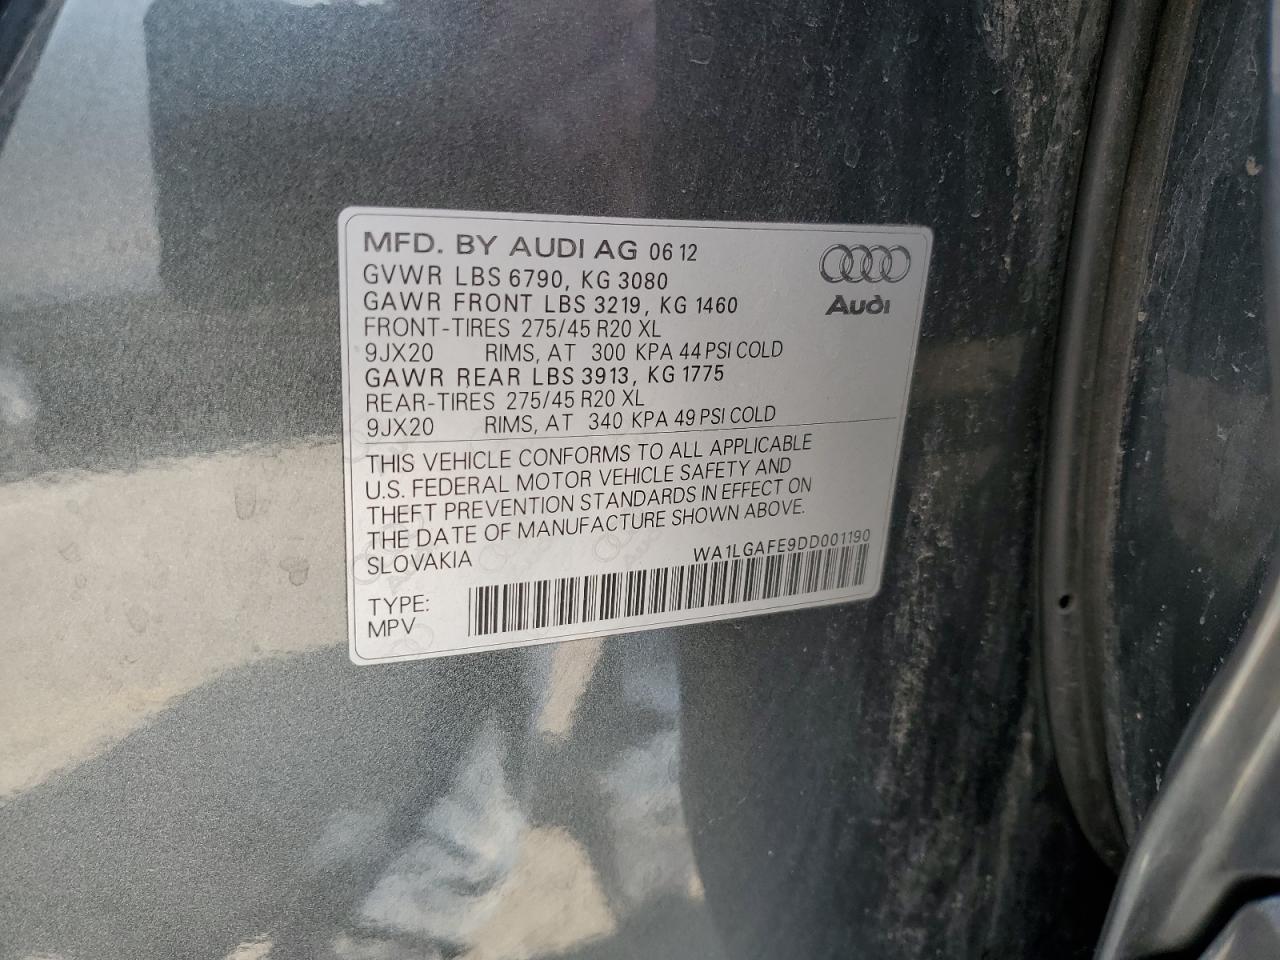 MFD. BY AUDI AG 06 12
GVWR LBS 6790, KG 3080
GAWR FRONT LBS 3219, KG 1460
FRONT-TIRES 275/45 R20 XL
9JX20 RIMS, AT 300 KPA 44 PSI COLD
GAWR REAR LBS 3913, KG 1775
REAR-TIRES 275/45 R20 XL
9JX20 RIMS, AT 340 KPA 49 PSI COLD
Audi
THIS VEHICLE CONFORMS TO ALL APPLICABLE
U.S. FEDERAL MOTOR VEHICLE SAFETY AND
THEFT PREVENTION STANDARDS IN EFFECT ON
THE DATE OF MANUFACTURE SHOWN ABOVE.
SLOVAKIA WA1LGAFE9DD001190
TYPE:
MPV